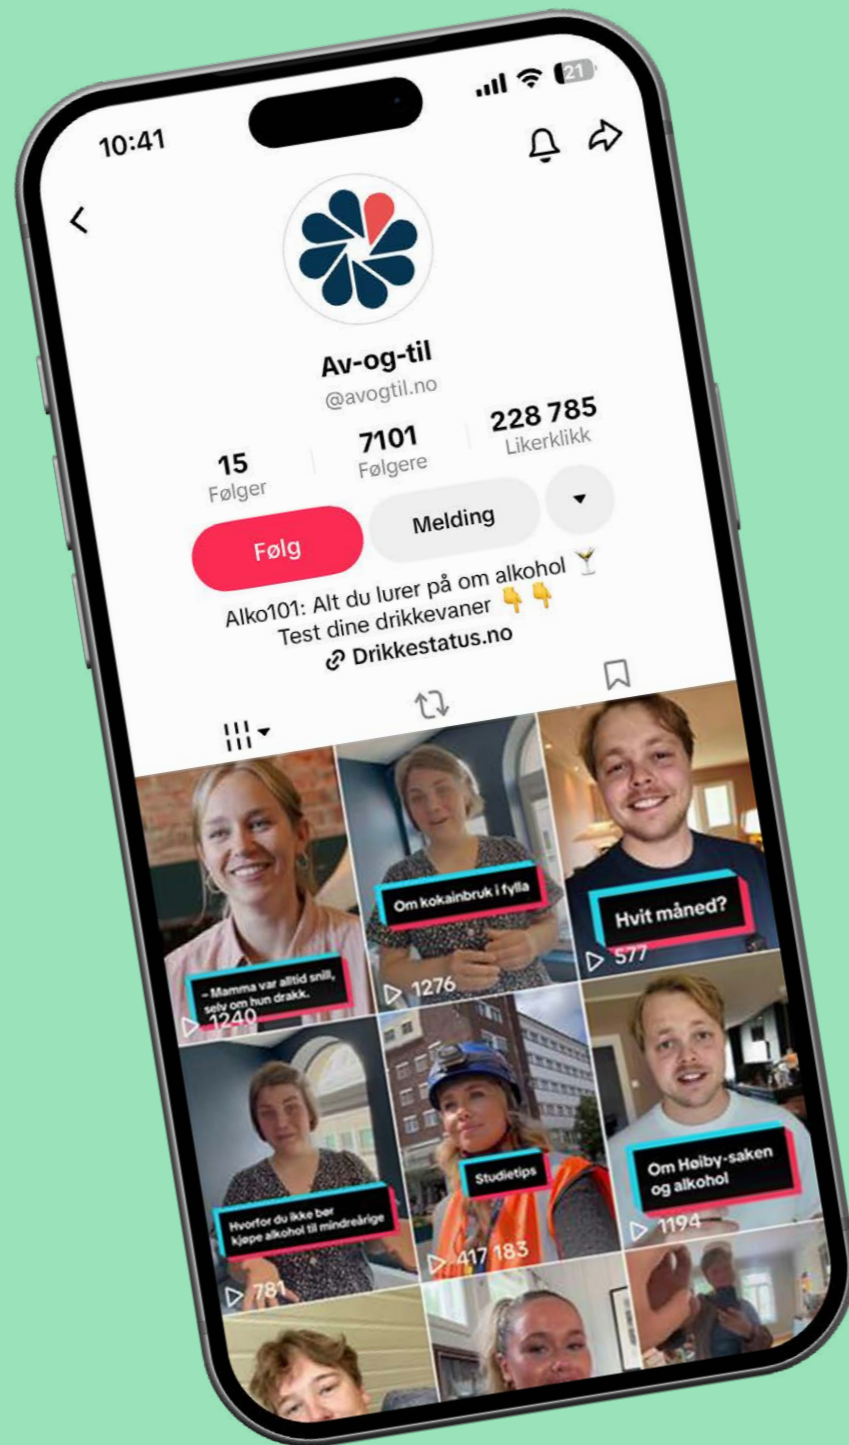 10:41
21
Av-og-til
@avogtil.no
15
7101
228 785
Følger
Følgere
Likerklikk
Følg
Melding
Alko101: Alt du lurer på om alkohol 🍸
Test dine drikkevaner 👇👇
Drikkestatus.no
– Mamma var alltid snill,
selv om hun drakk.
1240
Om kokainbruk i fylla
1276
Hvit måned?
577
Hvorfor du ikke bør
kjøpe alkohol til mindreårige
781
Studietips
417 183
Om Høiby-saken
og alkohol
1194